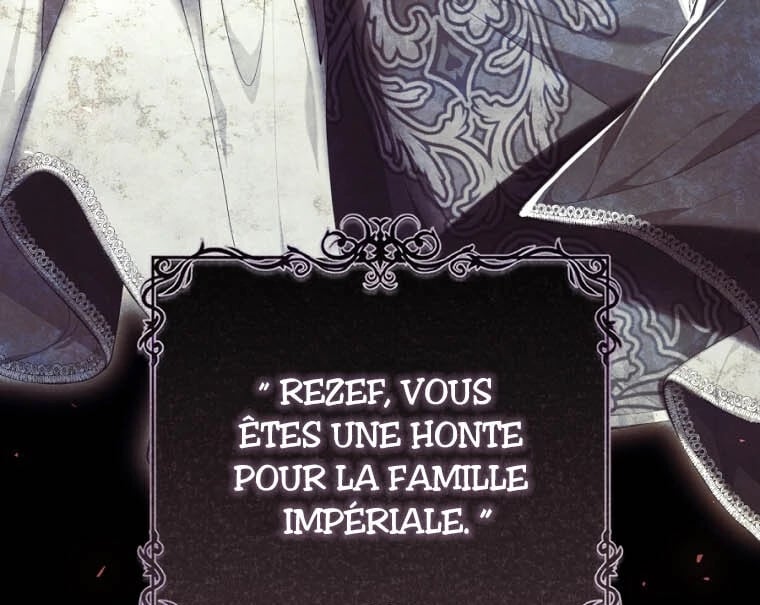 " REZEF, VOUS
ÊTES UNE HONTE
POUR LA FAMILLE
IMPÉRIALE. "